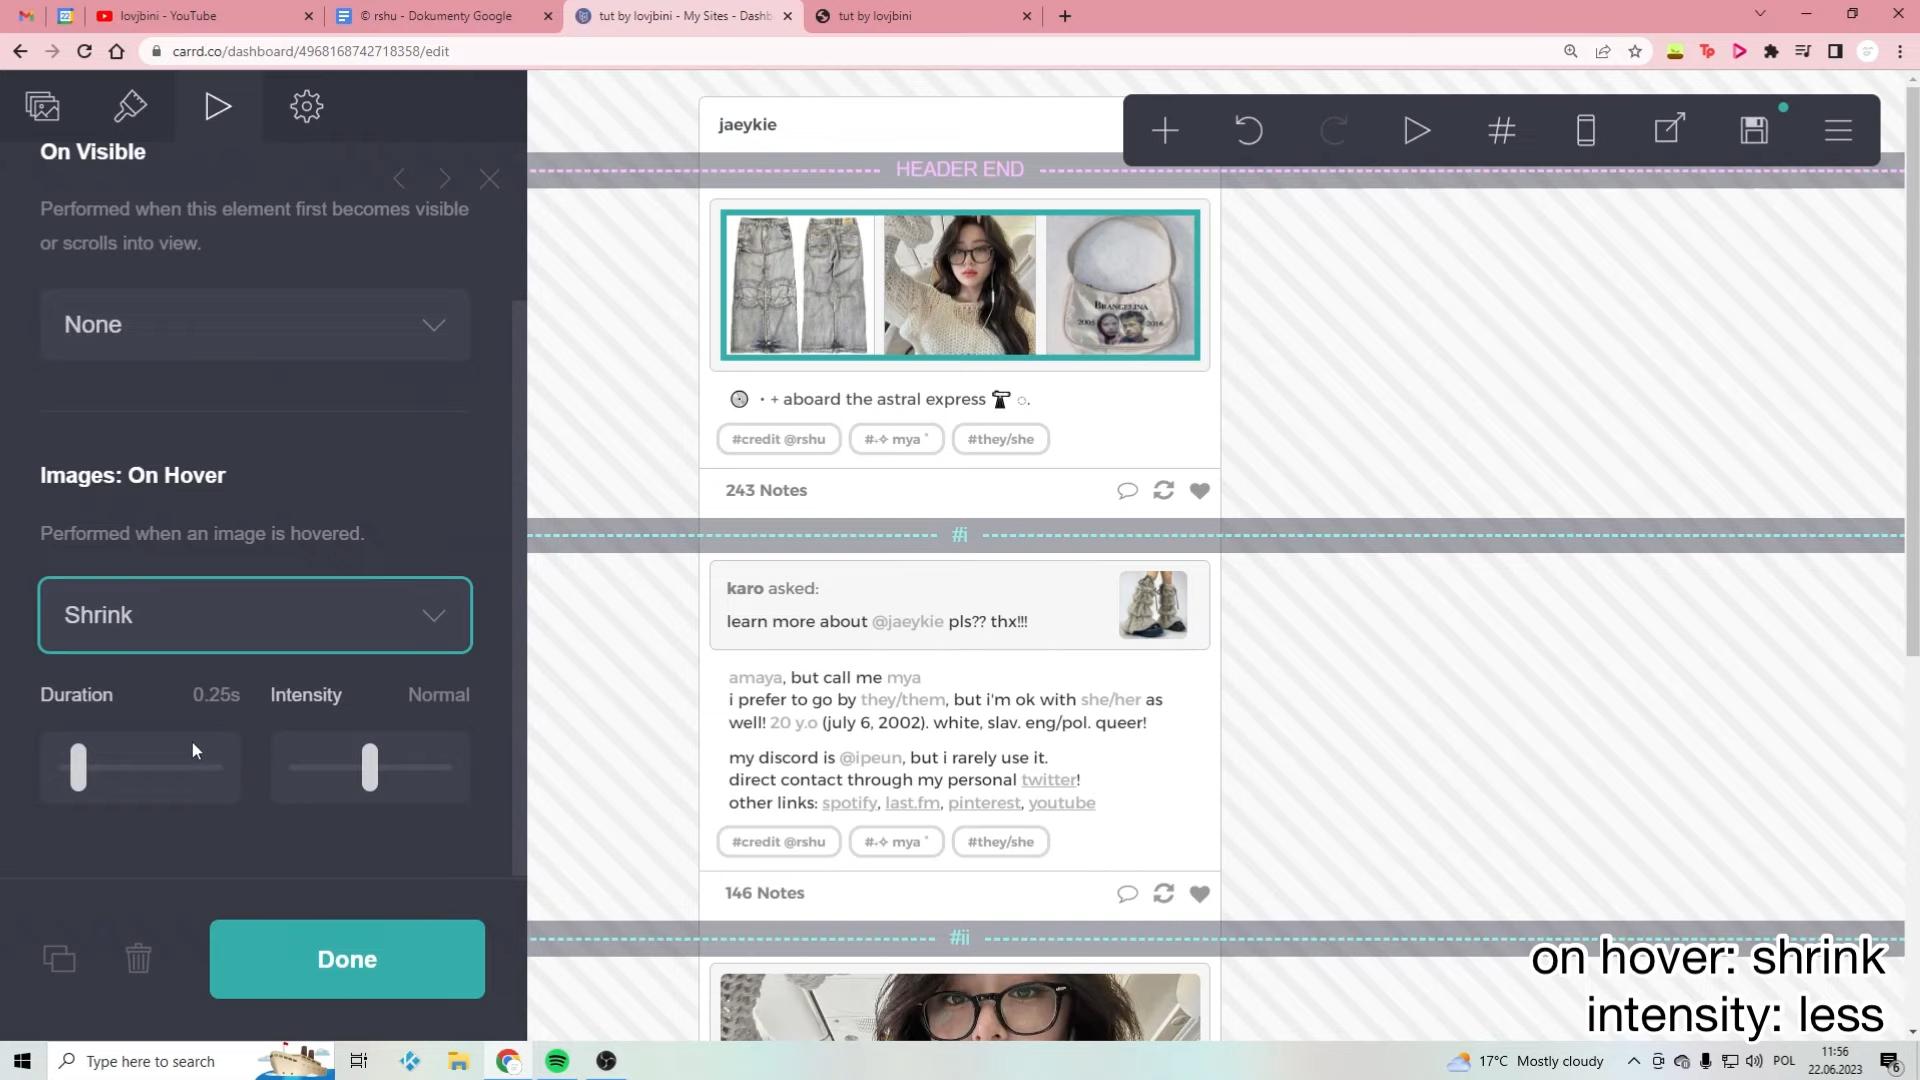 lovjbini - YouTube
© rshu - Dokumenty Google
tut by lovjbini - My Sites - Dashb
tut by lovjbini
carrd.co/dashboard/4968168742718358/edit
On Visible
Performed when this element first becomes visible
or scrolls into view.
None
Images: On Hover
Performed when an image is hovered.
Shrink
Duration 0.25s Intensity Normal
Done
jaeykie
HEADER END
BRANGELINA
2005 2016
・+ aboard the astral express
#credit @rshu
#˖✧ mya ˚
#they/she
243 Notes
#i
karo asked:
learn more about @jaeykie pls?? thx!!!
amaya, but call me mya
i prefer to go by they/them, but i'm ok with she/her as
well! 20 y.o (july 6, 2002). white, slav. eng/pol. queer!
my discord is @ipeun, but i rarely use it.
direct contact through my personal twitter!
other links: spotify, last.fm, pinterest, youtube
#credit @rshu
#˖✧ mya ˚
#they/she
146 Notes
#ii
on hover: shrink
intensity: less
Type here to search
17°C Mostly cloudy
POL
11:56
22.06.2023
6